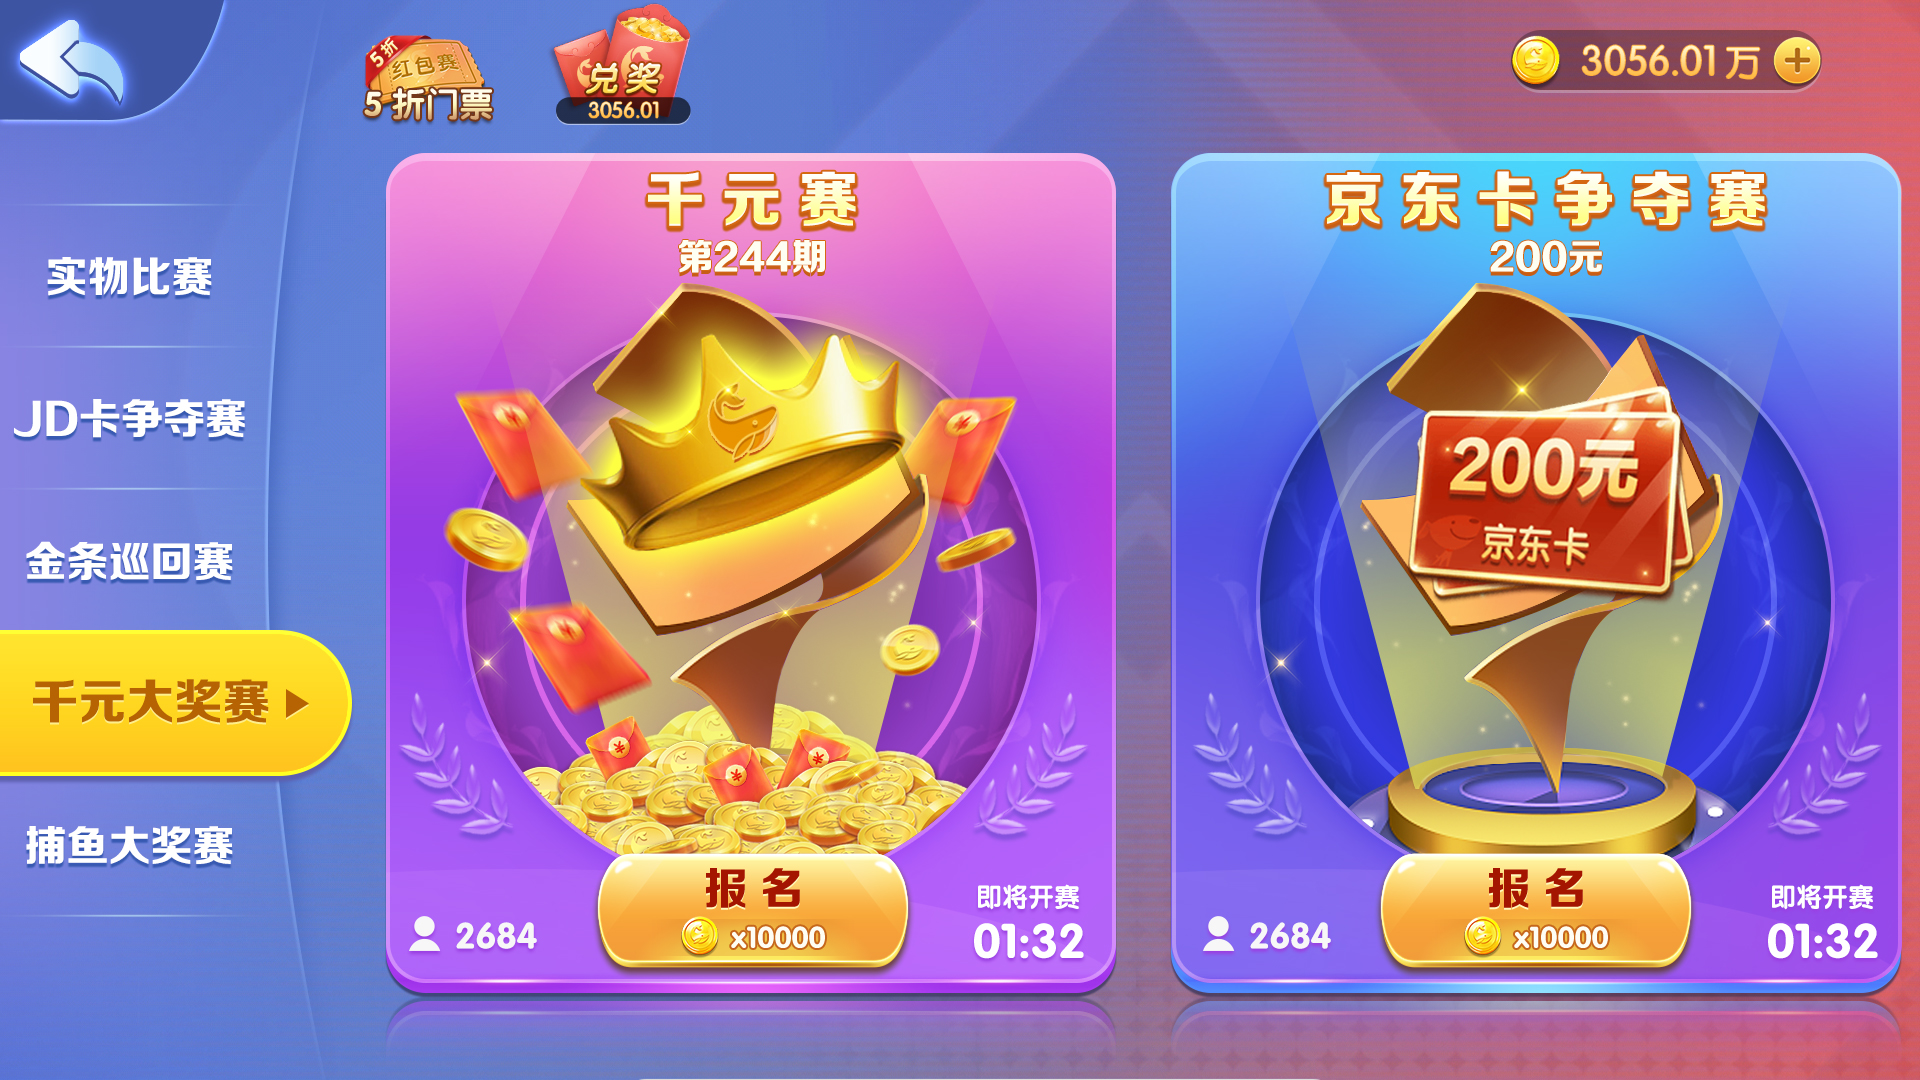 5折
红包赛
5折门票
兑奖
3056.01
3056.01万
实物比赛
JD卡争夺赛
金条巡回赛
千元大奖赛
捕鱼大奖赛
千元赛
第244期
2684
报名
x10000
即将开赛
01:32
京东卡争夺赛
200元
200元
京东卡
2684
报名
x10000
即将开赛
01:32